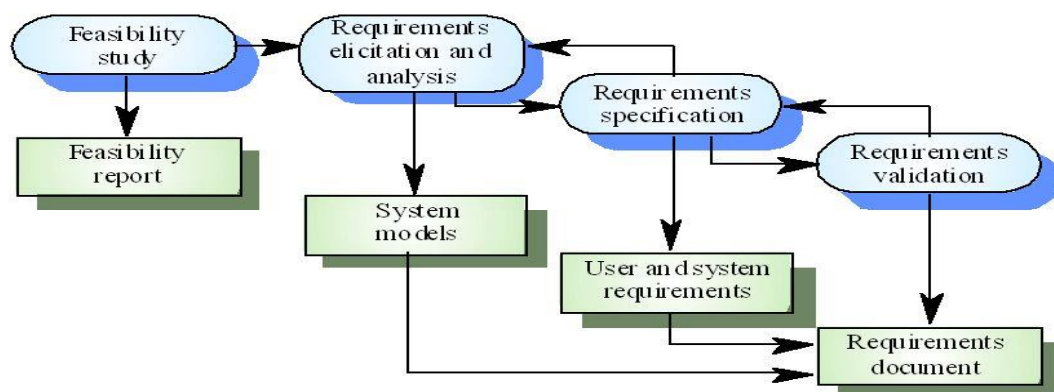 Feasibility
study
Requirements
elicitation and
analysis
Requirements
specification
Requirements
validation
Feasibility
report
System
models
User and system
requirements
Requirements
document